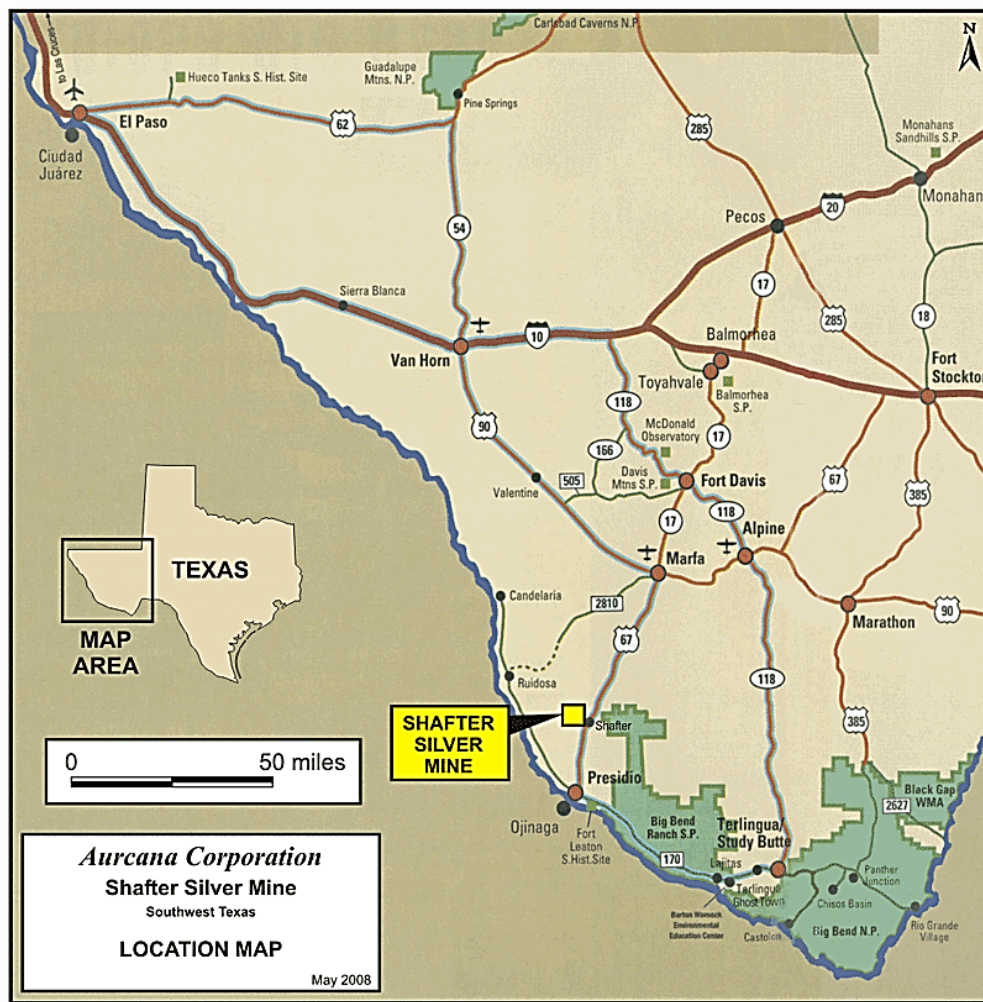 Carlsbad Caverns N.P.
N
to Las Cruces
Hueco Tanks S. Hist. Site
Guadalupe
Mtns. N.P.
Pine Springs
El Paso
62
285
Monahans
Sandhills S.P.
Ciudad
Juárez
Monahan
20
Pecos
54
17
Sierra Blanca
285
18
10
Balmorhea
Van Horn
Fort
Stockton
Toyahvale
Balmorhea
S.P.
118
90
McDonald
Observatory
17
166
67
Valentine
505
Davis
Mtns S.P.
Fort Davis
385
17
118
Alpine
TEXAS
Marfa
Candelaria
2810
90
MAP
AREA
Marathon
67
Ruidosa
118
SHAFTER
SILVER
MINE
Shafter
385
0
50 miles
Presidio
Black Gap
WMA
2627
Ojinaga
Fort
Leaton
S.Hist.Site
Big Bend
Ranch S.P.
Terlingua/
Study Butte
170
Lajitas
Panther
Junction
Terlingua
Ghost Town
Chisos Basin
Barton Warnock
Environmental
Education Center
Castolon
Big Bend N.P.
Rio Grande
Village
Aurcana Corporation
Shafter Silver Mine
Southwest Texas
LOCATION MAP
May 2008